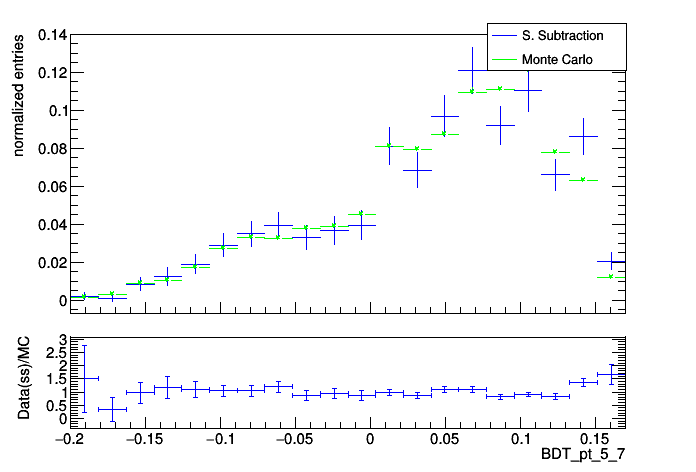 S. Subtraction
Monte Carlo
normalized entries
0.14
0.12
0.1
0.08
0.06
0.04
0.02
0
Data(ss)/MC
3
2.5
2
1.5
1
0.5
0
−0.2 −0.15 −0.1 −0.05 0 0.05 0.1 0.15
BDT_pt_5_7